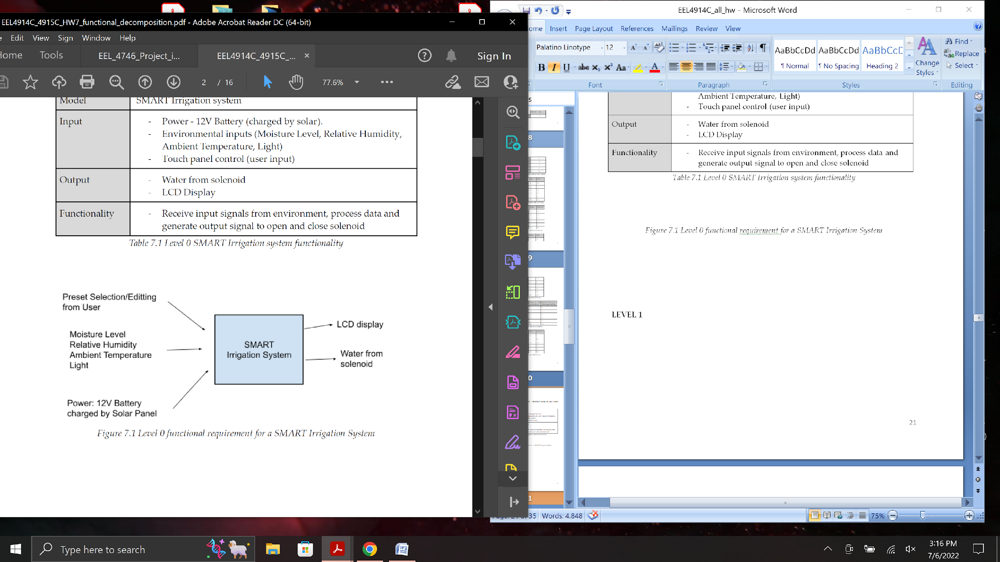 EEL4914C_4915C_HW7_functional_decomposition.pdf - Adobe Acrobat Reader DC (64-bit)
Edit View Sign Window Help
Home Tools EEL_4746_Project_i... EEL4914C_4915C_... Sign In
2 / 16 77.6%
Model SMART Irrigation system
Input - Power - 12V Battery (charged by solar).
- Environmental inputs (Moisture Level, Relative Humidity,
Ambient Temperature, Light)
- Touch panel control (user input)
Output - Water from solenoid
- LCD Display
Functionality - Receive input signals from environment, process data and
generate output signal to open and close solenoid
Table 7.1 Level 0 SMART Irrigation system functionality
Preset Selection/Editting
from User
Moisture Level
Relative Humidity
Ambient Temperature
Light
Power: 12V Battery
charged by Solar Panel
SMART
Irrigation System
LCD display
Water from
solenoid
Figure 7.1 Level 0 functional requirement for a SMART Irrigation System
EEL4914C_all_hw - Microsoft Word
ome Insert Page Layout References Mailings Review View
Palatino Linotype 12
AaBbCcDd AaBbCcDd AaBbCcD
¶ Normal ¶ No Spacing Heading 2
Change
Styles
Find
Replace
Select
Font Paragraph Styles Editing
Ambient Temperature, Light)
- Touch panel control (user input)
Output - Water from solenoid
- LCD Display
Functionality - Receive input signals from environment, process data and
generate output signal to open and close solenoid
Table 7.1 Level 0 SMART Irrigation system functionality
Figure 7.1 Level 0 functional requirement for a SMART Irrigation System
LEVEL 1
21
8
9
0
1
35 Words: 4,848 75%
Type here to search
3:16 PM
7/6/2022